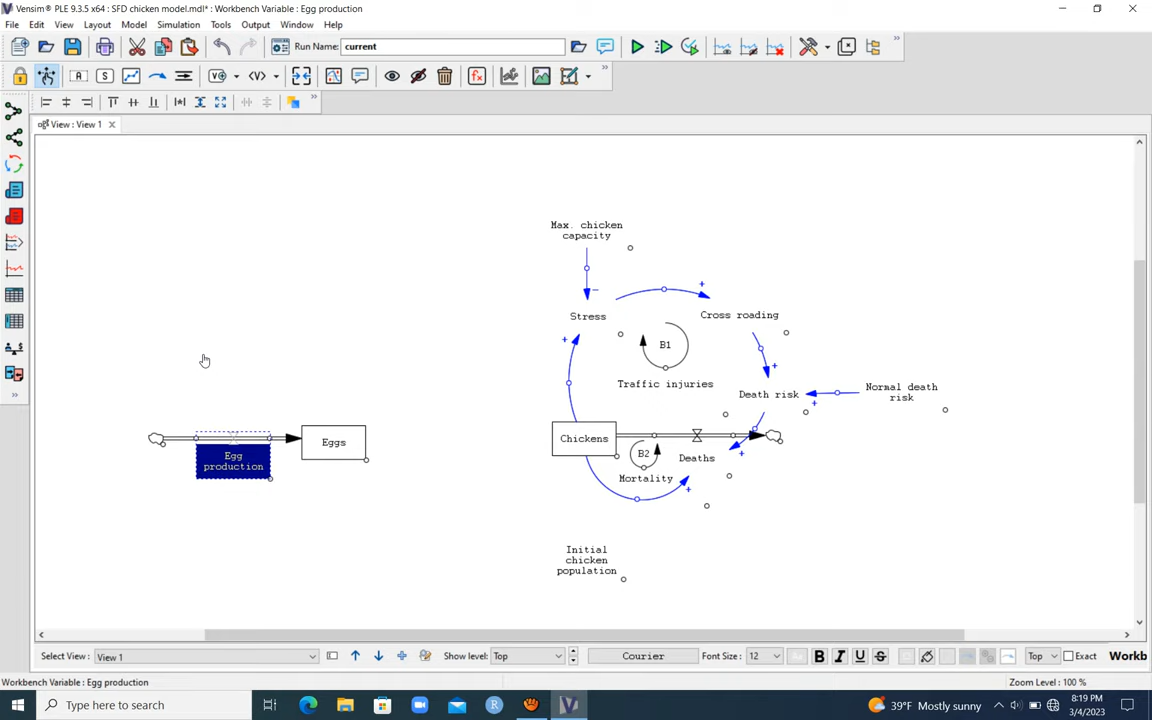 Vensim® PLE 9.3.5 x64 : SFD chicken model.mdl* : Workbench Variable: Egg production
File Edit View Layout Model Simulation Tools Output Window Help
Run Name: current
View : View 1
Max. chicken
capacity
Stress
Cross roading
B1
Traffic injuries
Death risk
Normal death
risk
Eggs
Egg
production
Chickens
B2
Deaths
Mortality
Initial
chicken
population
Select View: View 1 Show level: Top Courier Font Size: 12 B I U S Top Exact Workb
Workbench Variable : Egg production Zoom Level: 100 %
Type here to search 39°F Mostly sunny 8:19 PM
3/4/2023